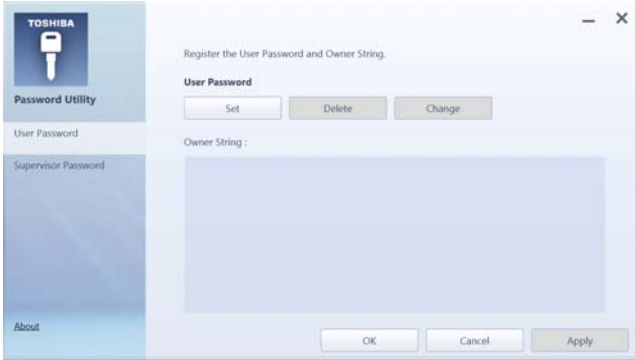 TOSHIBA
Password Utility
User Password
Supervisor Password
About
Register the User Password and Owner String.
User Password
Set Delete Change
Owner String :
OK Cancel Apply